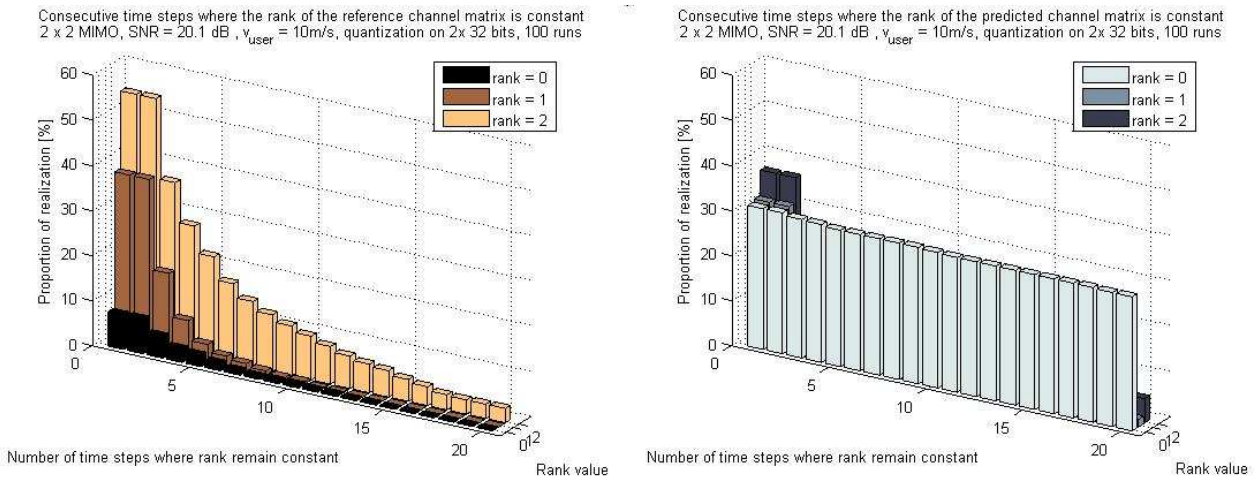 Consecutive time steps where the rank of the reference channel matrix is constant
2 x 2 MIMO, SNR = 20.1 dB , v_user = 10m/s, quantization on 2x 32 bits, 100 runs
rank = 0
rank = 1
rank = 2
Proportion of realization [%]
60
50
40
30
20
10
0
0
5
10
15
20
0
1
2
Number of time steps where rank remain constant
Rank value
Consecutive time steps where the rank of the predicted channel matrix is constant
2 x 2 MIMO, SNR = 20.1 dB , v_user = 10m/s, quantization on 2x 32 bits, 100 runs
rank = 0
rank = 1
rank = 2
Proportion of realization [%]
60
50
40
30
20
10
0
0
5
10
15
20
0
1
2
Number of time steps where rank remain constant
Rank value